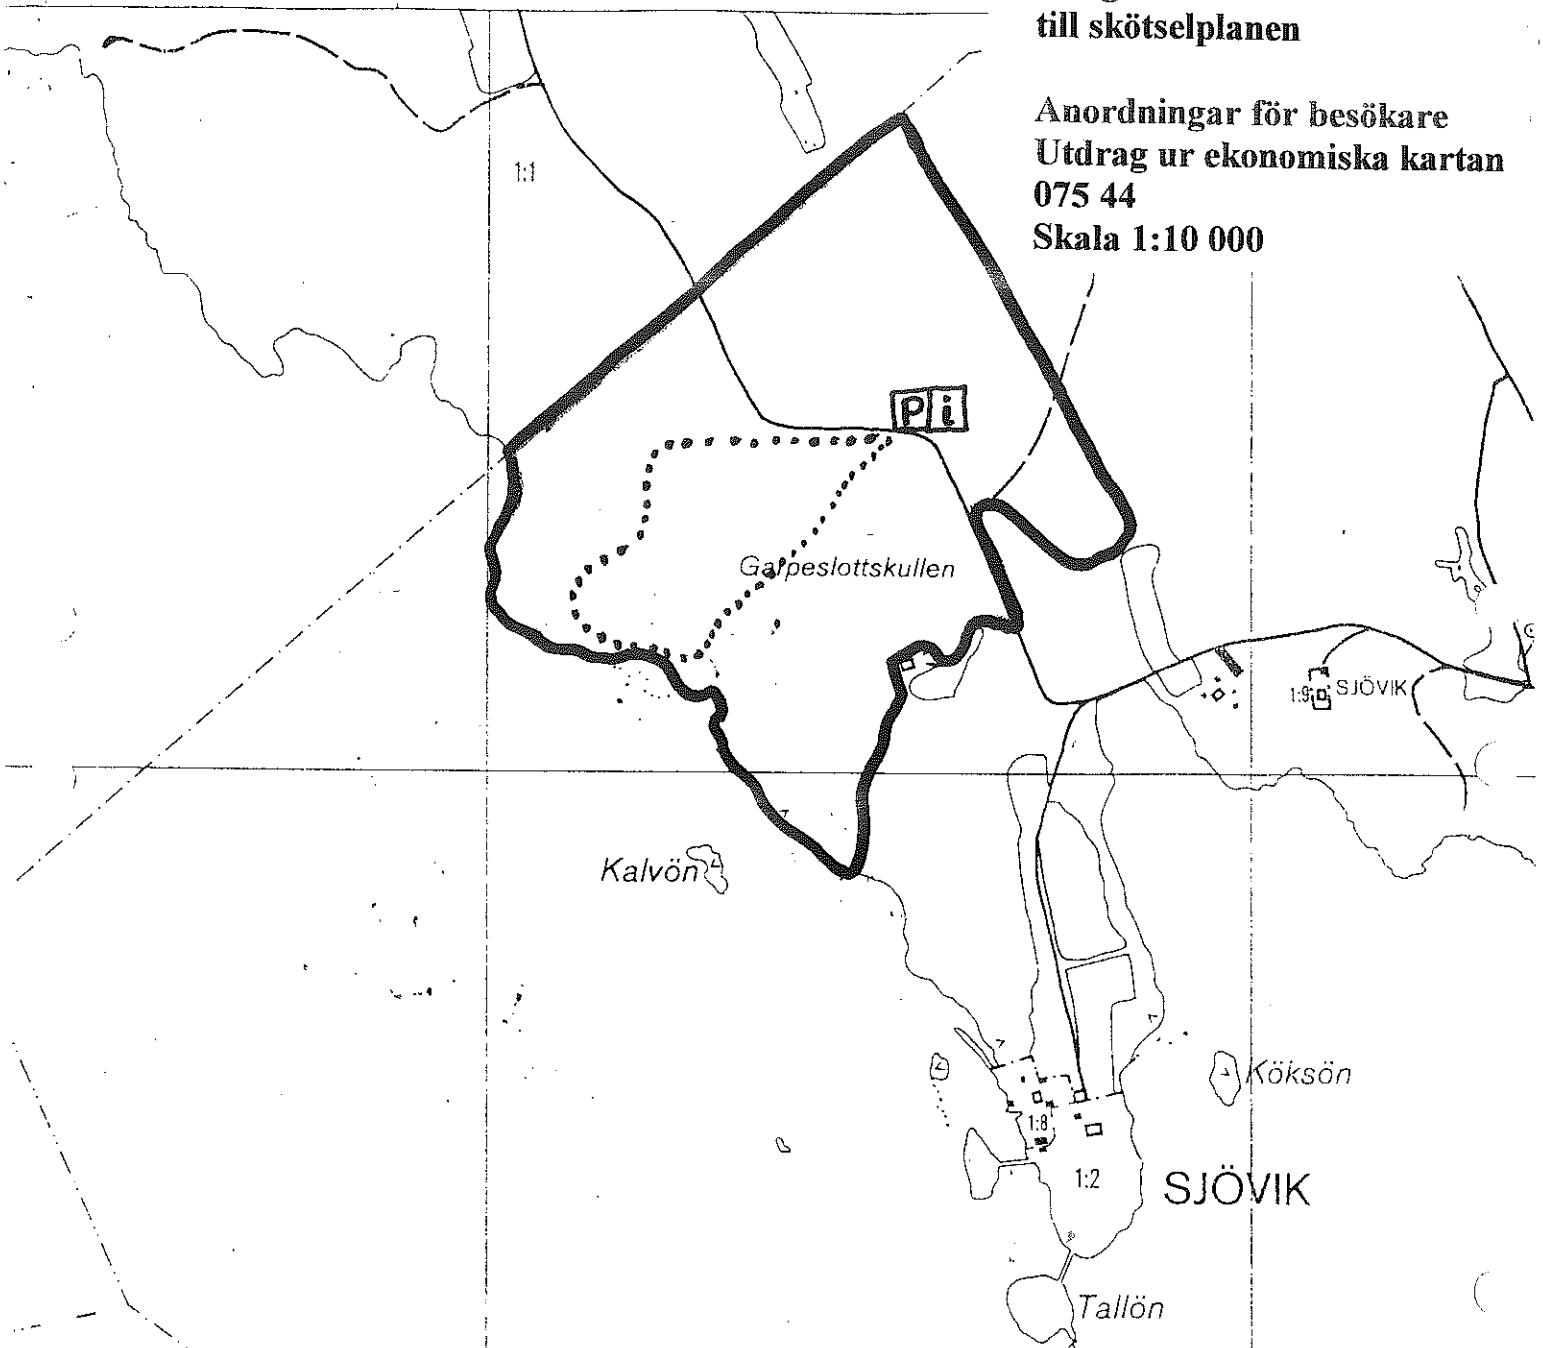 till skötselplanen
Anordningar för besökare
Utdrag ur ekonomiska kartan
075 44
Skala 1:10 000
1:1
P i
Galpeslottskullen
1:9 SJÖVIK
Kalvön
Köksön
1:8
1:2
SJÖVIK
Tallön